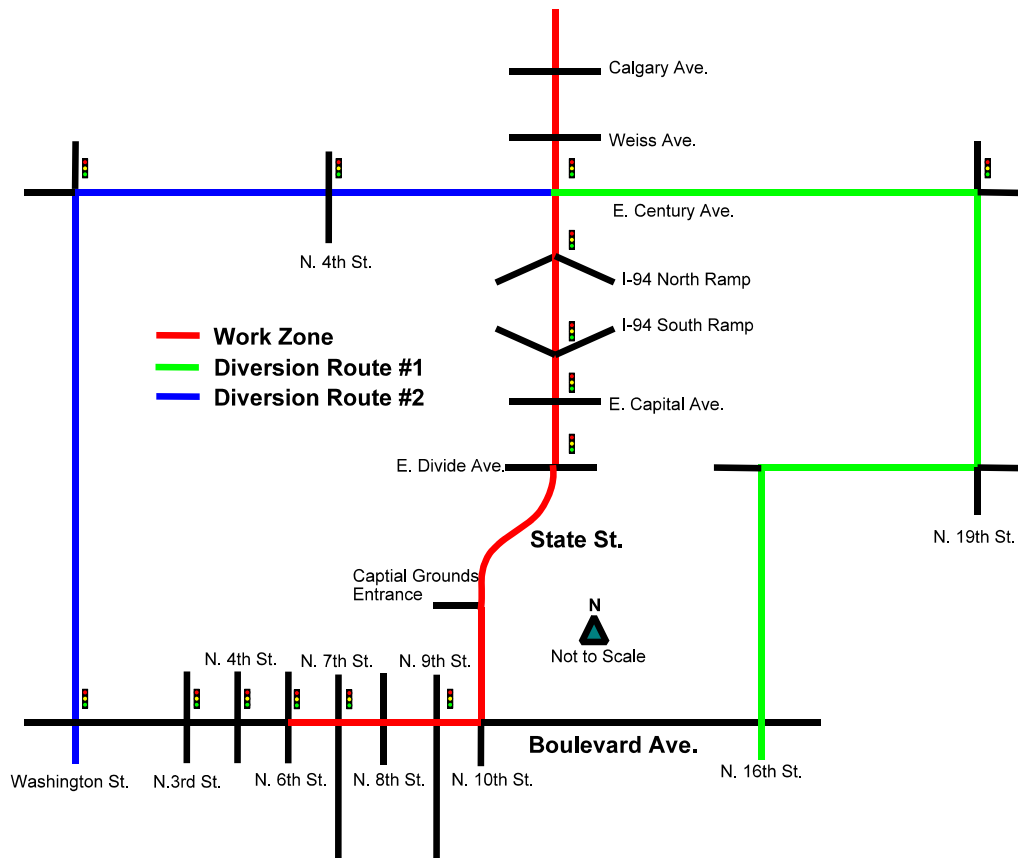 Calgary Ave.
Weiss Ave.
E. Century Ave.
N. 4th St.
I-94 North Ramp
I-94 South Ramp
Work Zone
Diversion Route #1
Diversion Route #2
E. Capital Ave.
E. Divide Ave.
State St.
N. 19th St.
Captial Grounds
Entrance
N
Not to Scale
N. 4th St.
N. 7th St.
N. 9th St.
Boulevard Ave.
Washington St.
N.3rd St.
N. 6th St.
N. 8th St.
N. 10th St.
N. 16th St.